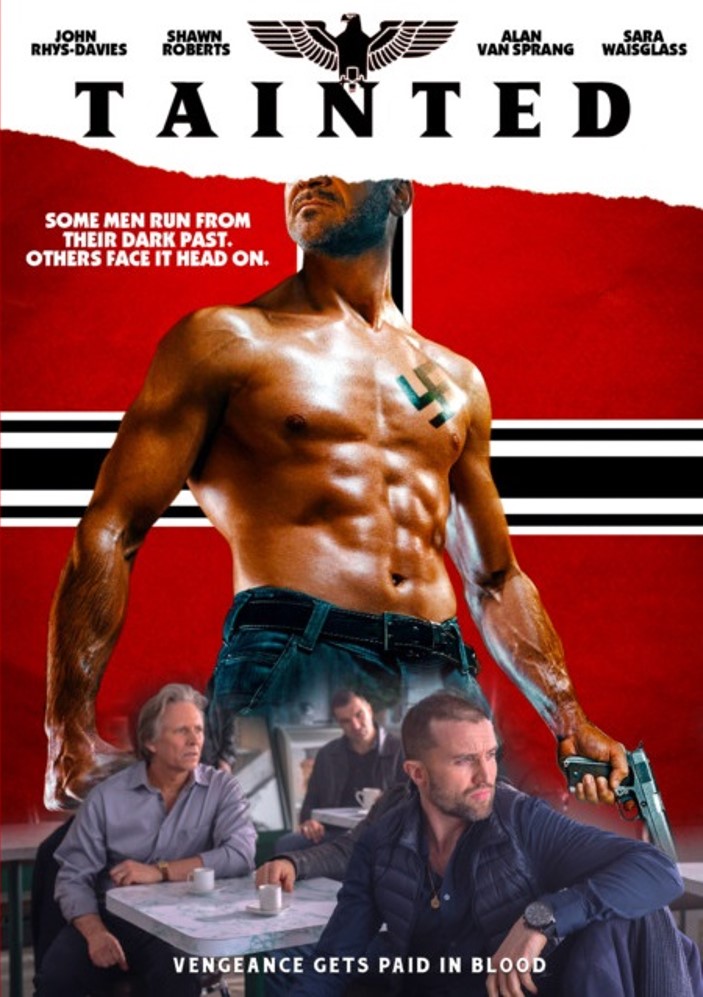 JOHN
RHYS-DAVIES
SHAWN
ROBERTS
ALAN
VAN SPRANG
SARA
WAISGLASS
TAINTED
SOME MEN RUN FROM
THEIR DARK PAST.
OTHERS FACE IT HEAD ON.
VENGEANCE GETS PAID IN BLOOD